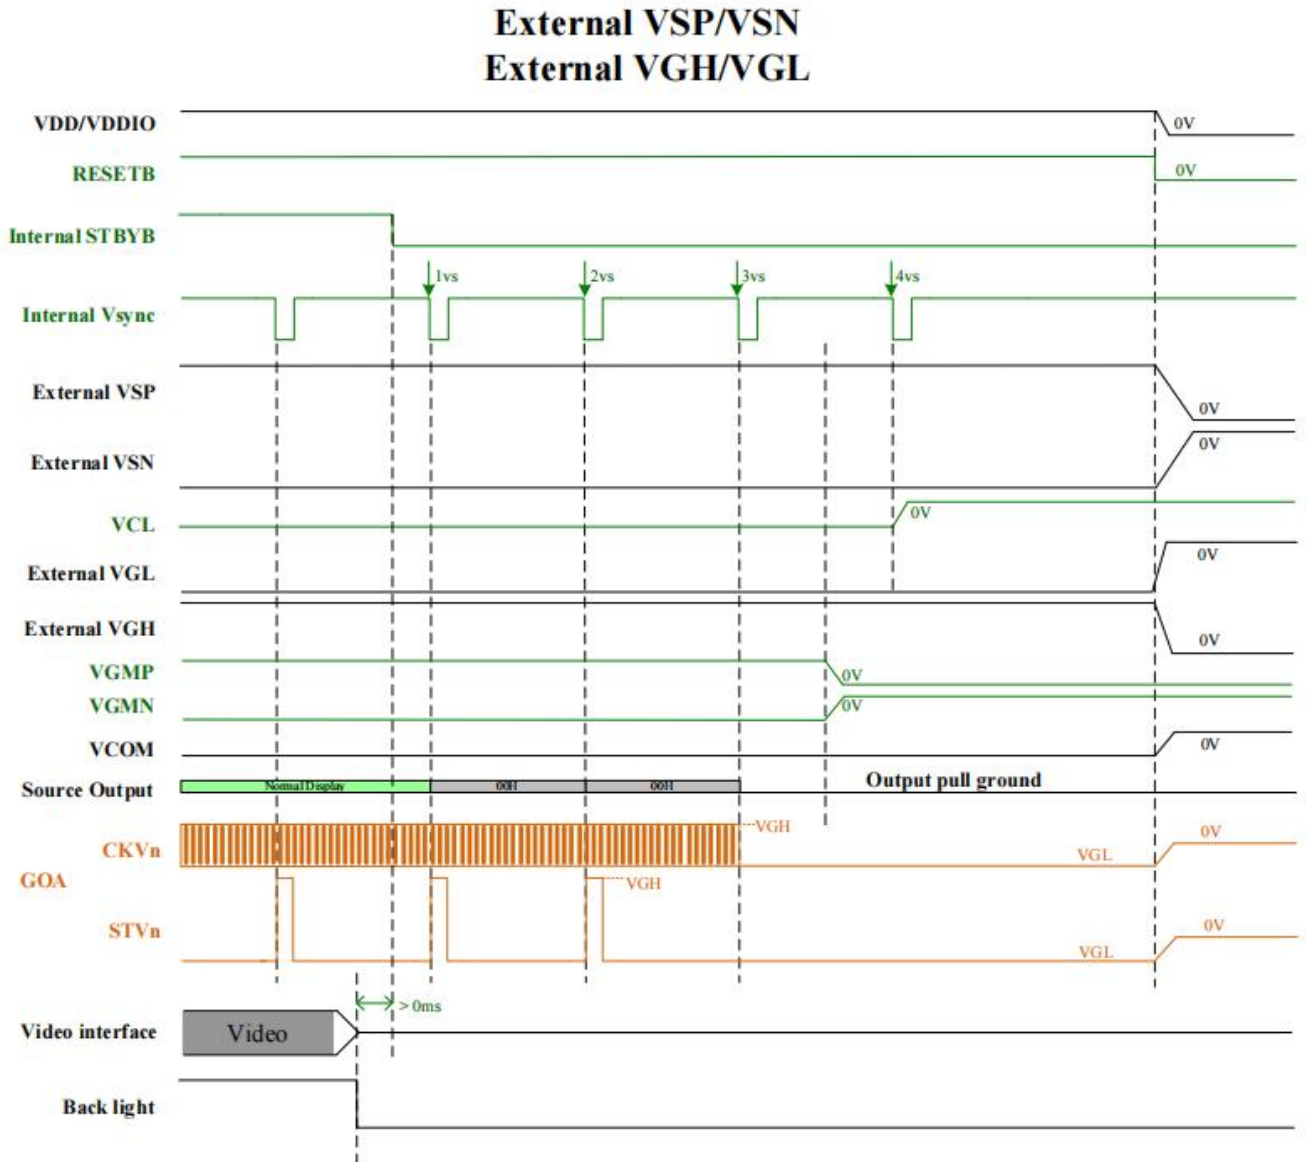 External VSP/VSN
External VGH/VGL
VDD/VDDIO
0V
RESETB
0V
Internal STBYB
1vs
2vs
3vs
4vs
Internal Vsync
External VSP
0V
External VSN
0V
VCL
0V
External VGL
0V
External VGH
0V
VGMP
0V
VGMN
0V
VCOM
0V
Source Output
Normal Display
00H
00H
Output pull ground
CKVn
VGH
VGL
0V
GOA
VGH
STVn
VGL
0V
> 0ms
Video interface
Video
Back light